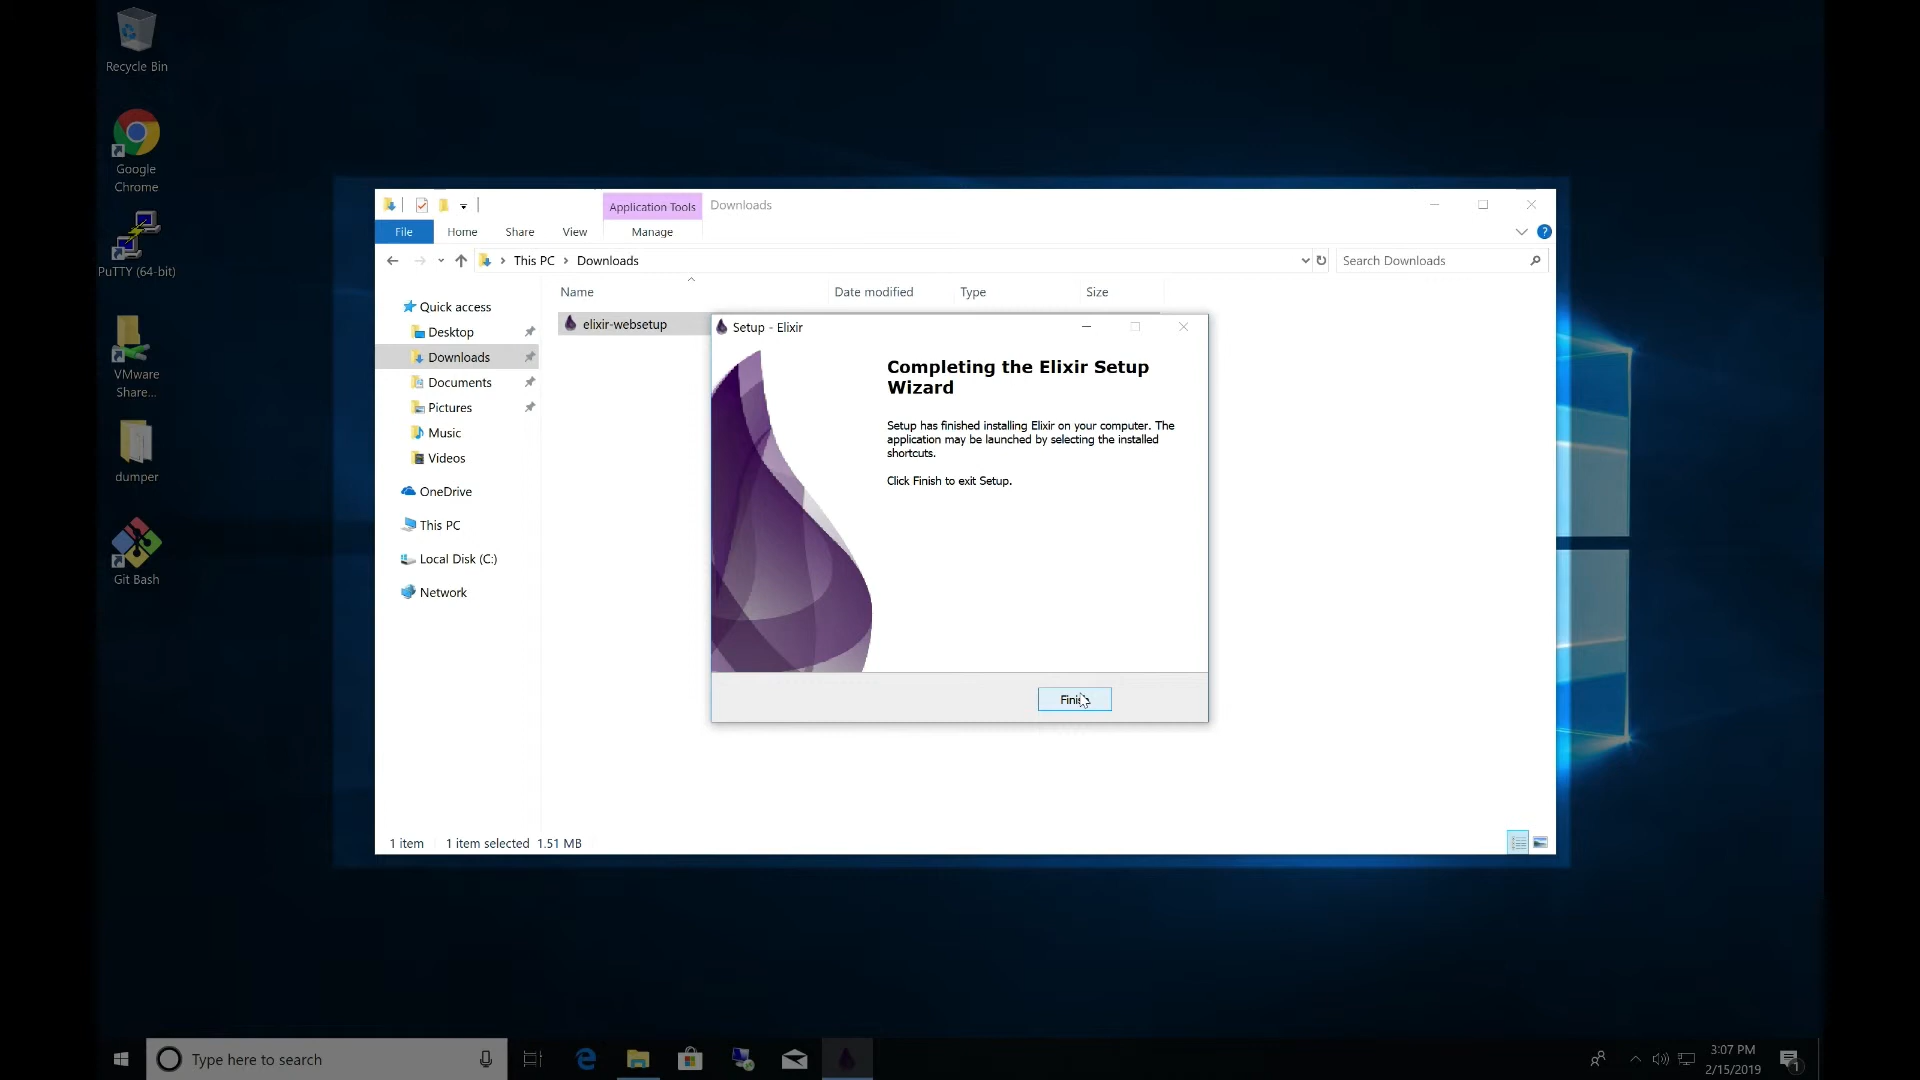 Recycle Bin
Google
Chrome
PuTTY (64-bit)
VMware
Share...
dumper
Git Bash
Application Tools
Downloads
File
Home
Share
View
Manage
This PC
Downloads
Search Downloads
Name
Date modified
Type
Size
Quick access
Desktop
Downloads
Documents
Pictures
Music
Videos
OneDrive
This PC
Local Disk (C:)
Network
elixir-websetup
Setup - Elixir
Completing the Elixir Setup
Wizard
Setup has finished installing Elixir on your computer. The
application may be launched by selecting the installed
shortcuts.
Click Finish to exit Setup.
Finish
1 item
1 item selected 1.51 MB
Type here to search
3:07 PM
2/15/2019
1